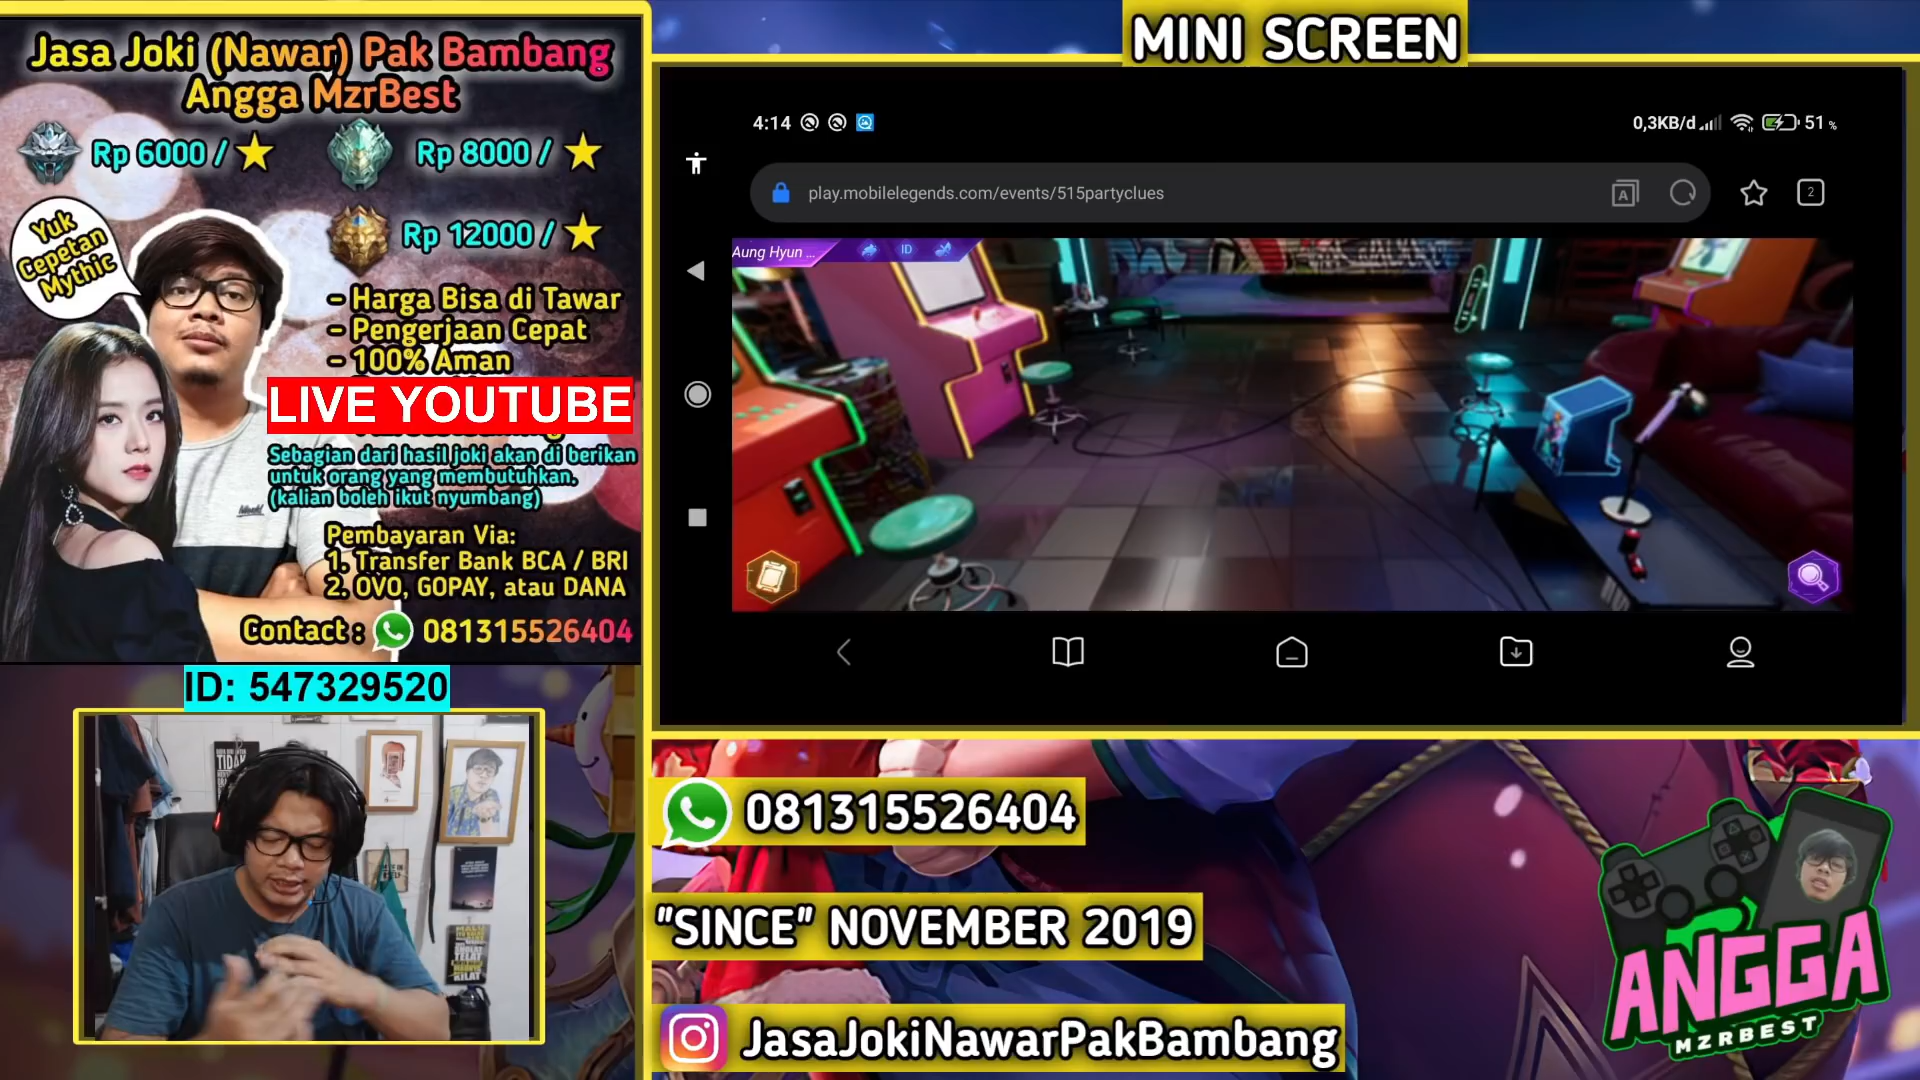 Jasa Joki (Nawar) Pak Bambang
Angga MzrBest
Rp 6000 /
Rp 8000 /
Rp 12000 /
Yuk
Cepetan
Mythic
- Harga Bisa di Tawar
- Pengerjaan Cepat
- 100% Aman
LIVE YOUTUBE
Sebagian dari hasil joki akan di berikan
untuk orang yang membutuhkan.
(kalian boleh ikut nyumbang)
Pembayaran Via:
1. Transfer Bank BCA / BRI
2. OVO, GOPAY, atau DANA
Contact : 081315526404
ID: 547329520
MINI SCREEN
4:14
0,3KB/d
51 %
play.mobilelegends.com/events/515partyclues
A
2
Aung Hyun ...
ID
081315526404
"SINCE" NOVEMBER 2019
JasaJokiNawarPakBambang
ANGGA
MZRBEST
TIDAK